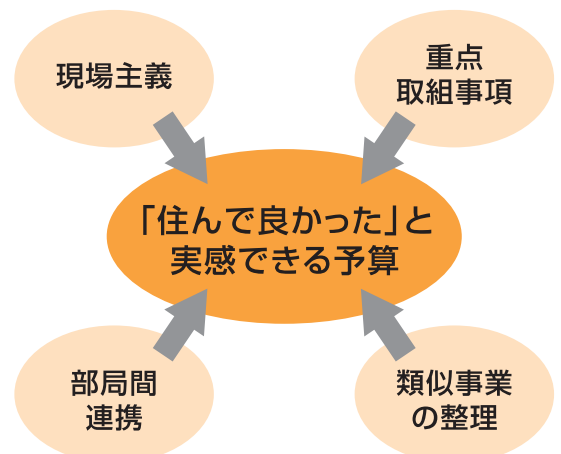 現場主義
重点
取組事項
「住んで良かった」と
実感できる予算
部局間
連携
類似事業
の整理